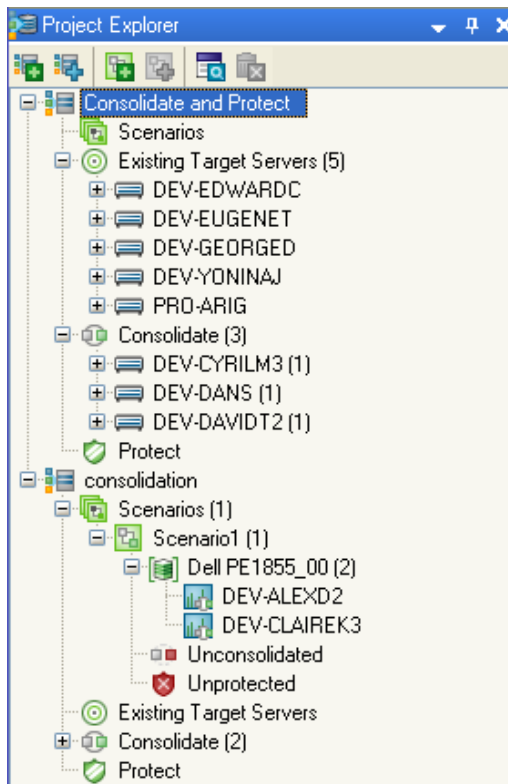 Project Explorer
Consolidate and Protect
Scenarios
Existing Target Servers (5)
DEV-EDWARDC
DEV-EUGENET
DEV-GEORGED
DEV-YONINAJ
PRO-ARIG
Consolidate (3)
DEV-CYRILM3 (1)
DEV-DANS (1)
DEV-DAVIDT2 (1)
Protect
consolidation
Scenarios (1)
Scenario1 (1)
Dell PE1855_00 (2)
DEV-ALEXD2
DEV-CLAIREK3
Unconsolidated
Unprotected
Existing Target Servers
Consolidate (2)
Protect